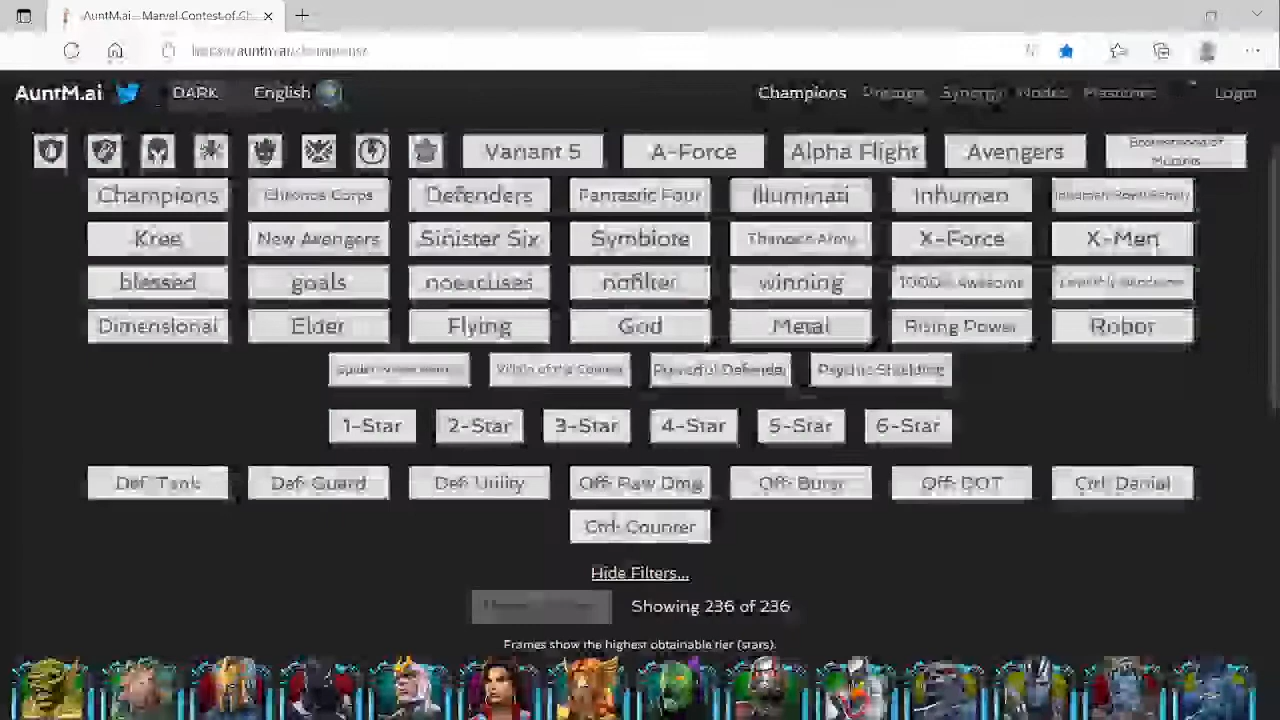 AuntM.ai – Marvel Contest of
AuntM.ai DARK English Champions Synergy Login
Variant 5 A-Force Alpha Flight Avengers
Champions Defenders Fantastic Four Illuminati Inhuman
Kree New Avengers Sinister Six Symbiote X-Force X-Men
blessed goals noexcuses nofilter winning
Dimensional Elder Flying God Metal Rising Power Robot
Powerful Defender Psychic Shielding
1-Star 2-Star 3-Star 4-Star 5-Star 6-Star
Def: Tank Def: Guard Def: Utility Off: Raw Dmg Off: Burst Off: DOT Ctrl: Denial
Ctrl: Counter
Hide Filters...
Showing 236 of 236
Frames show the highest obtainable tier (stars).